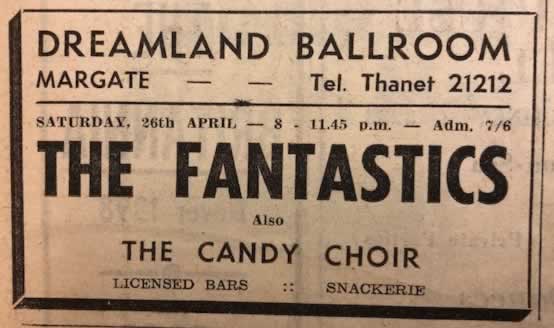 DREAMLAND BALLROOM
MARGATE — — Tel. Thanet 21212
SATURDAY, 26th APRIL — 8 - 11.45 p.m. — Adm. 7/6
THE FANTASTICS
Also
THE CANDY CHOIR
LICENSED BARS :: SNACKERIE